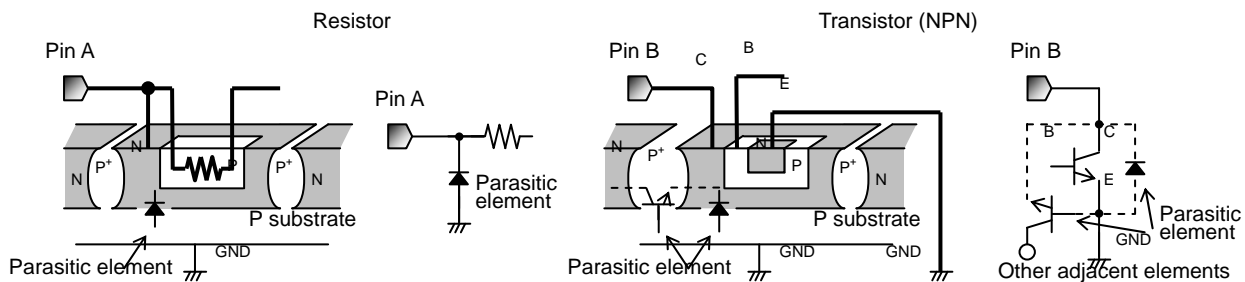 Resistor
Transistor (NPN)
Pin A
Pin B
C
B
E
Pin B
Pin A
N
P+
N
P
P+
N
Parasitic element
P substrate
GND
Parasitic element
N
P+
N
P
P+
N
P substrate
GND
GND
Parasitic element
B
C
E
GND
Parasitic element
Other adjacent elements